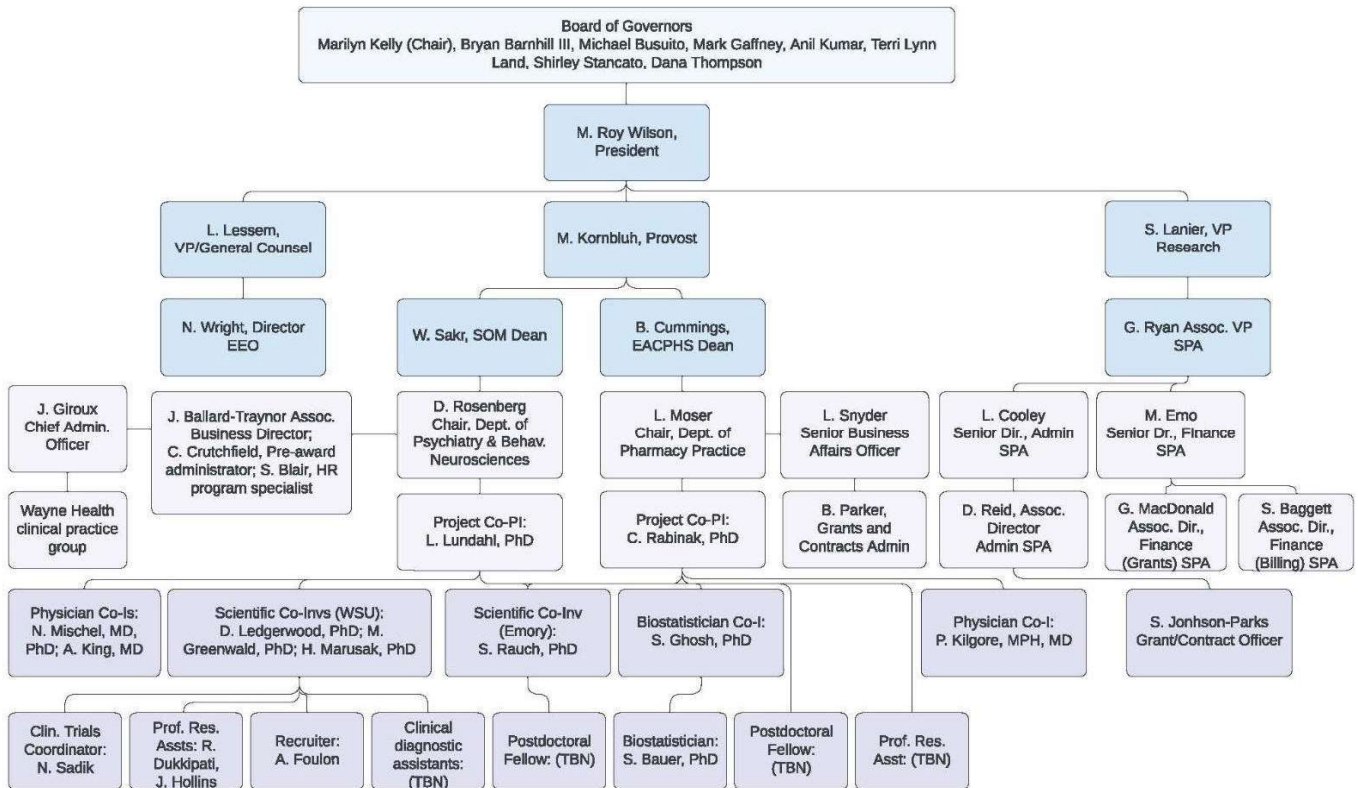 Board of Governors
Marilyn Kelly (Chair), Bryan Barnhill III, Michael Busuito, Mark Gaffney, Anil Kumar, Terri Lynn
Land, Shirley Stancato, Dana Thompson
M. Roy Wilson,
President
L. Lessem,
VP/General Counsel
M. Kornbluh, Provost
S. Lanier, VP
Research
N. Wright, Director
EEO
W. Sakr, SOM Dean
B. Cummings,
EACPHS Dean
G. Ryan Assoc. VP
SPA
J. Giroux
Chief Admin.
Officer
J. Ballard-Traynor Assoc.
Business Director;
C. Crutchfield, Pre-award
administrator; S. Blair, HR
program specialist
D. Rosenberg
Chair, Dept. of
Psychiatry & Behav.
Neurosciences
L. Moser
Chair, Dept. of
Pharmacy Practice
L. Snyder
Senior Business
Affairs Officer
L. Cooley
Senior Dir., Admin
SPA
M. Erno
Senior Dr., Finance
SPA
Wayne Health
clinical practice
group
Project Co-PI:
L. Lundahl, PhD
Project Co-PI:
C. Rabinak, PhD
B. Parker,
Grants and
Contracts Admin
D. Reid, Assoc.
Director
Admin SPA
G. MacDonald
Assoc. Dir.,
Finance
(Grants) SPA
S. Baggett
Assoc. Dir.,
Finance
(Billing) SPA
Physician Co-Is:
N. Mischel, MD,
PhD; A. King, MD
Scientific Co-Invs (WSU):
D. Ledgerwood, PhD; M.
Greenwald, PhD; H. Marusak, PhD
Scientific Co-Inv
(Emory):
S. Rauch, PhD
Biostatistician Co-I:
S. Ghosh, PhD
Physician Co-I:
P. Kilgore, MPH, MD
S. Jonhson-Parks
Grant/Contract Officer
Clin. Trials
Coordinator:
N. Sadik
Prof. Res.
Assts: R.
Dukkipati,
J. Hollins
Recruiter:
A. Foulon
Clinical
diagnostic
assistants:
(TBN)
Postdoctoral
Fellow: (TBN)
Biostatistician:
S. Bauer, PhD
Postdoctoral
Fellow:
(TBN)
Prof. Res.
Asst: (TBN)